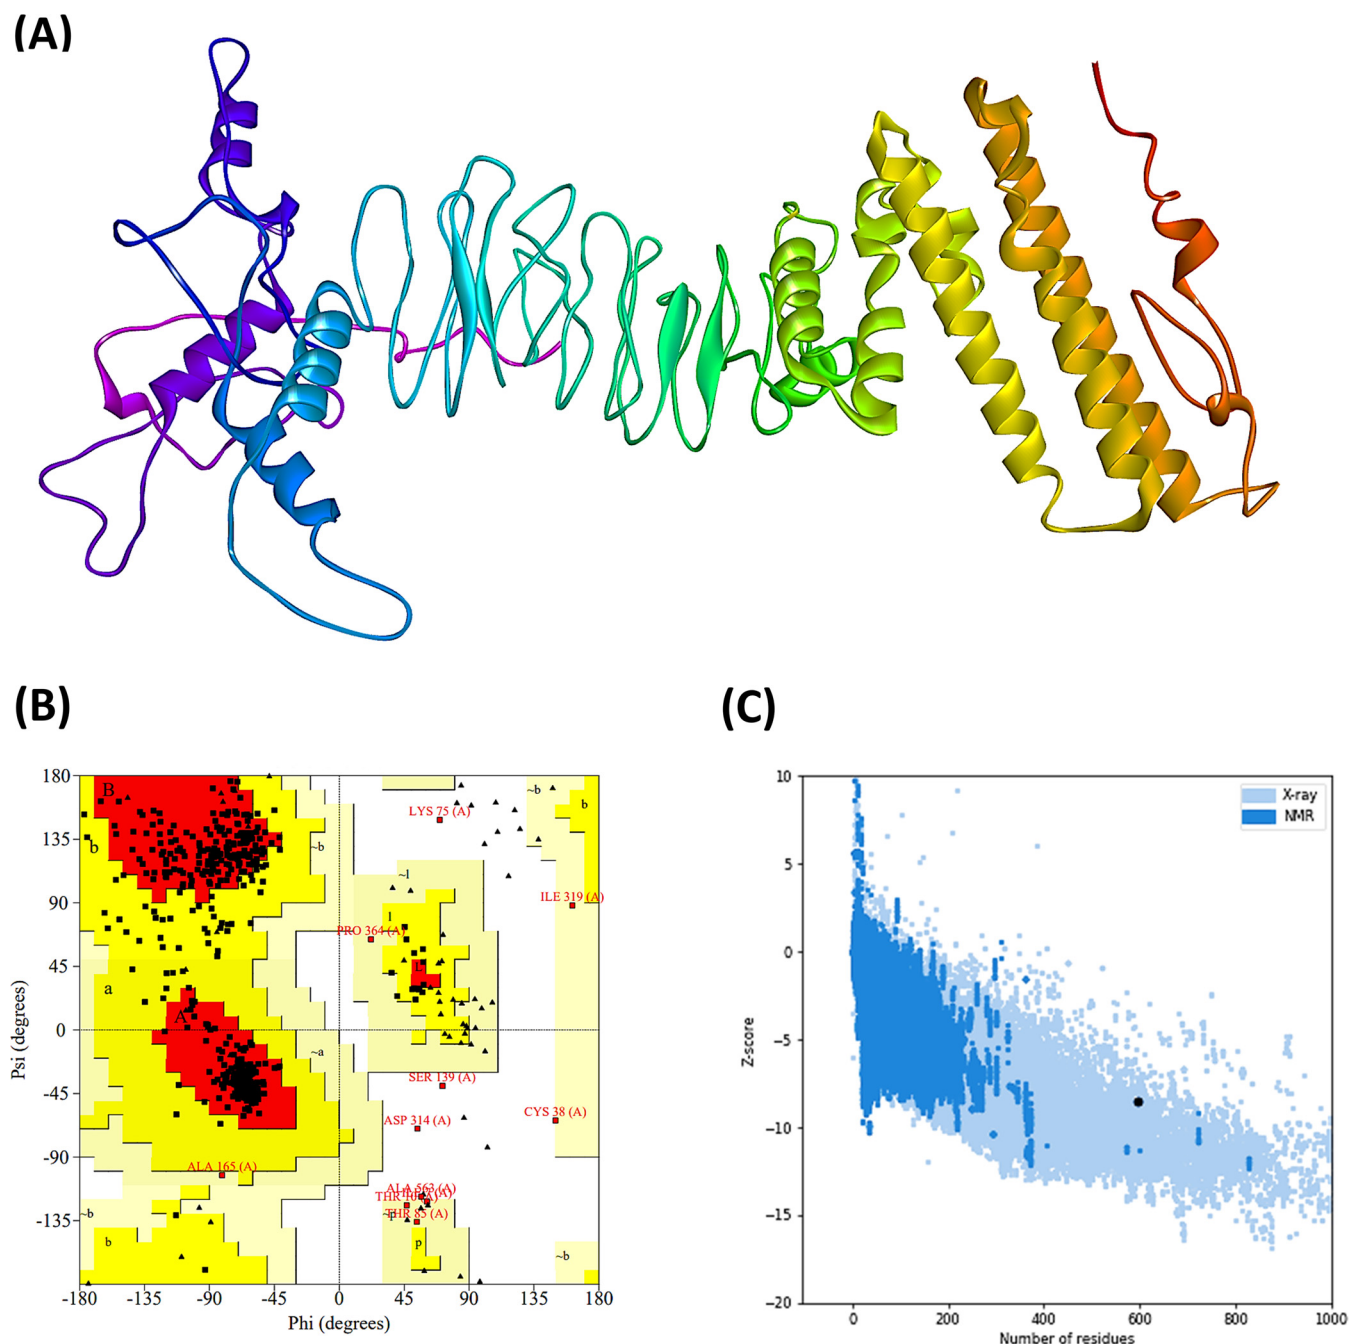 (A)
(B)
180
135
90
45
0
-45
-90
-135
-180
-135
-90
-45
0
45
90
135
180
Psi (degrees)
Phi (degrees)
B
b
~b
a
A
~a
~b
b
~l
l
L
~b
b
~p
p
~b
LYS 75 (A)
ILE 319 (A)
PRO 364 (A)
SER 139 (A)
ASP 314 (A)
CYS 38 (A)
ALA 165 (A)
ALA 563 (A)
THR 85 (A)
(C)
10
5
0
−5
−10
−15
−20
0
200
400
600
800
1000
Z-score
Number of residues
X-ray
NMR